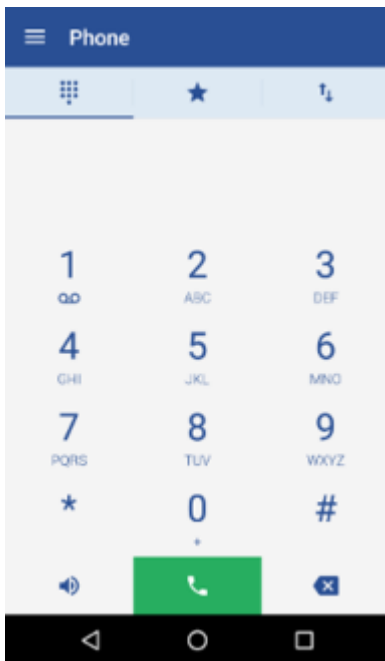 Phone
1 2 3
ABC DEF
4 5 6
GHI JKL MNO
7 8 9
PQRS TUV WXYZ
* 0 #
+